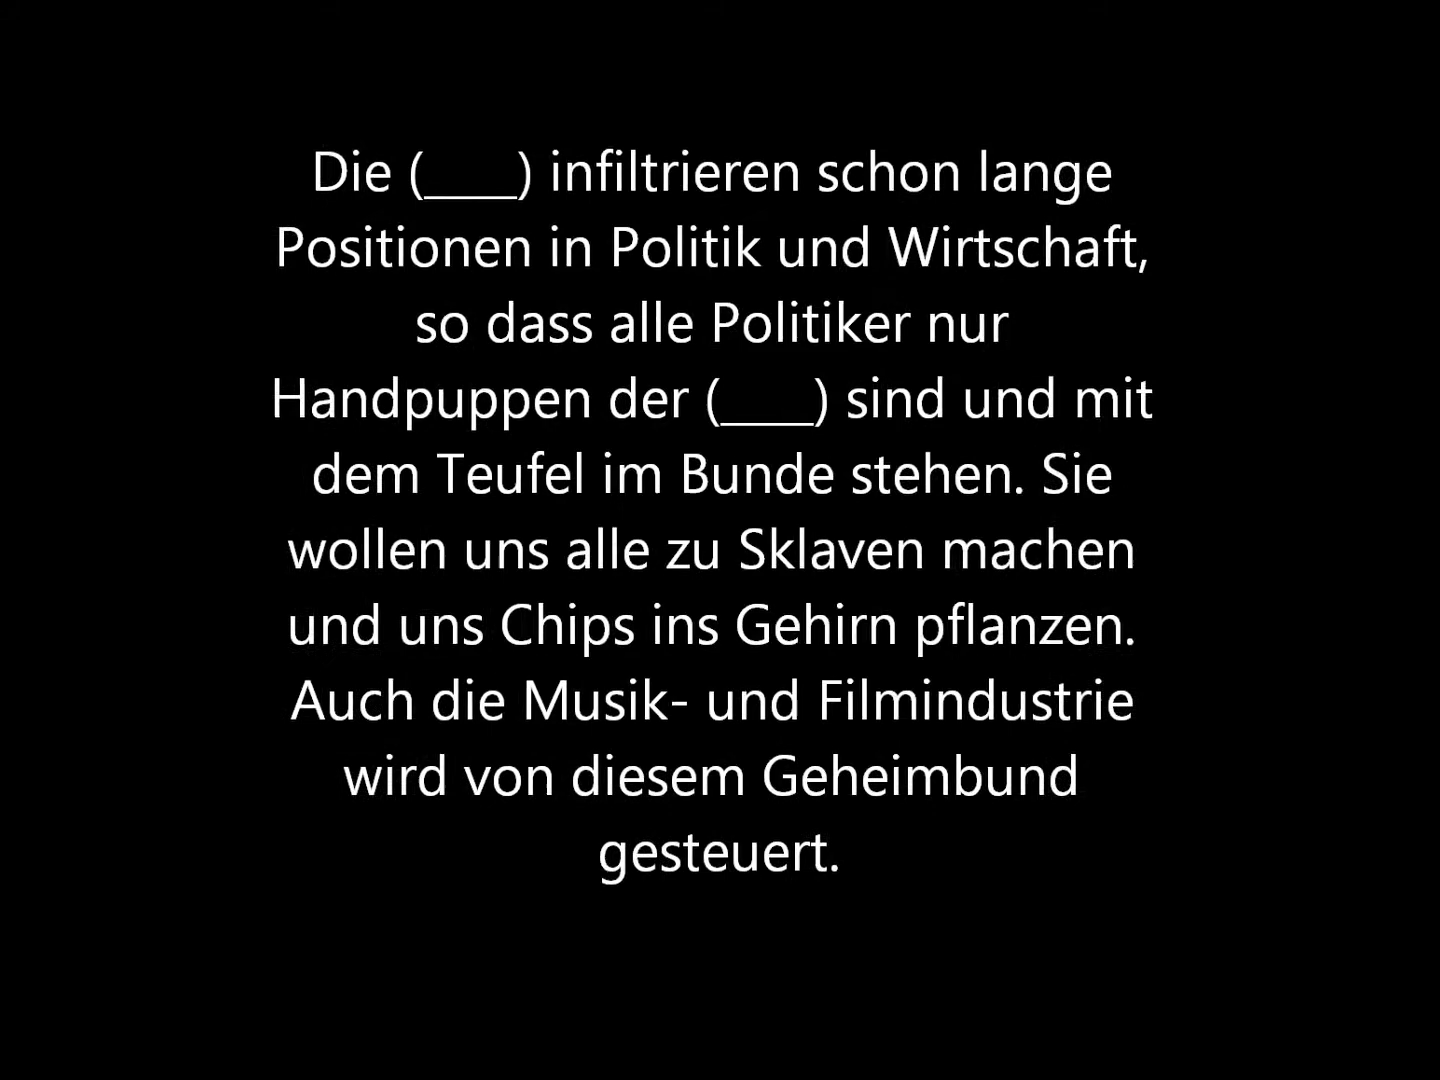 Die (____) infiltrieren schon lange
Positionen in Politik und Wirtschaft,
so dass alle Politiker nur
Handpuppen der (____) sind und mit
dem Teufel im Bunde stehen. Sie
wollen uns alle zu Sklaven machen
und uns Chips ins Gehirn pflanzen.
Auch die Musik- und Filmindustrie
wird von diesem Geheimbund
gesteuert.